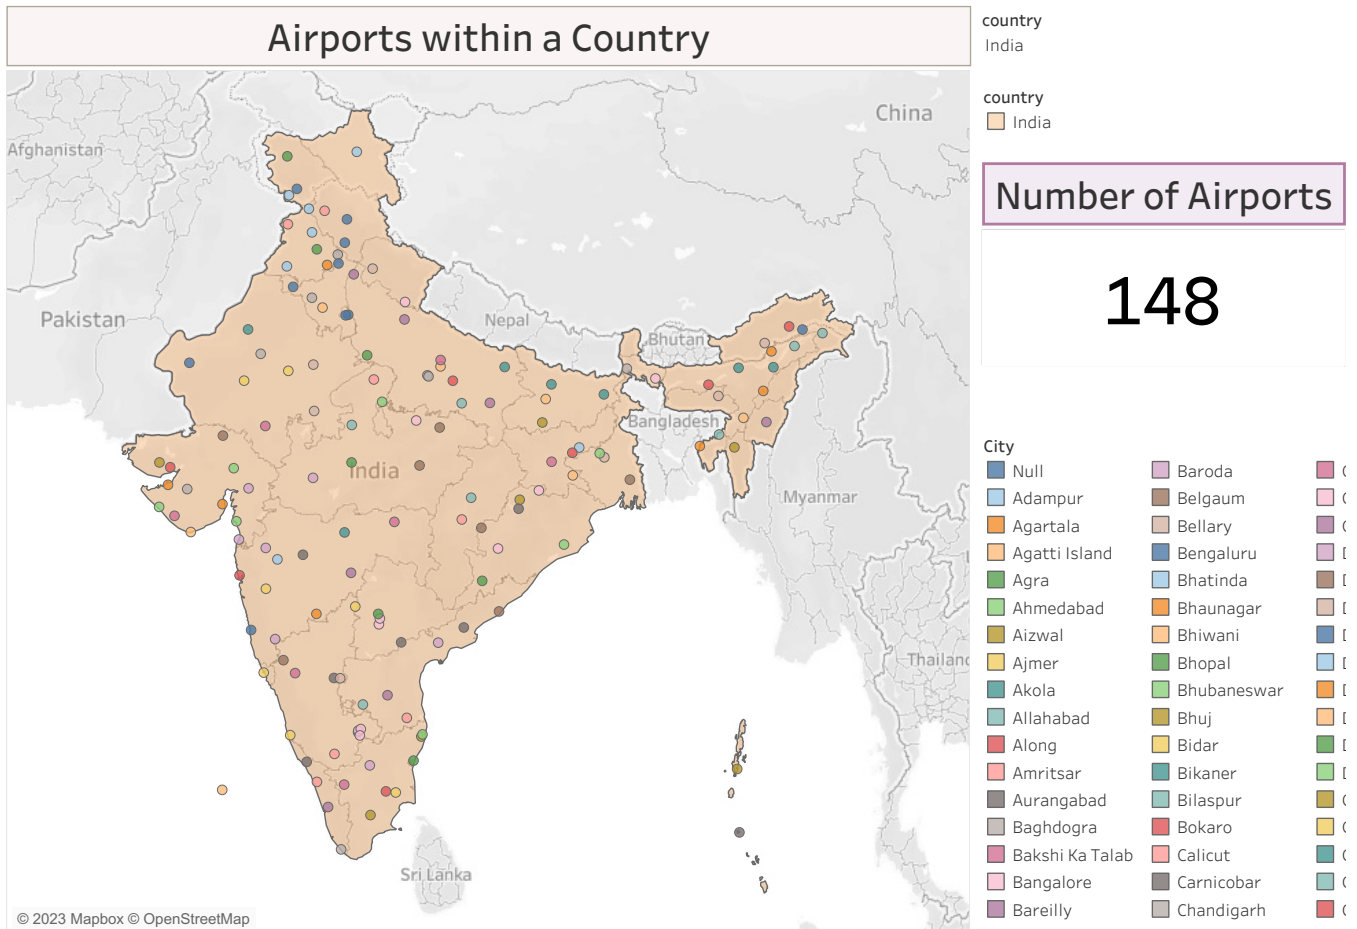 Airports within a Country
country
India
country
India
Number of Airports
148
China
Afghanistan
Pakistan
Nepal
Bhutan
Bangladesh
India
Myanmar
Thailand
Sri Lanka
© 2023 Mapbox © OpenStreetMap
City
Null
Adampur
Agartala
Agatti Island
Agra
Ahmedabad
Aizwal
Ajmer
Akola
Allahabad
Along
Amritsar
Aurangabad
Baghdogra
Bakshi Ka Talab
Bangalore
Bareilly
Baroda
Belgaum
Bellary
Bengaluru
Bhatinda
Bhaunagar
Bhiwani
Bhopal
Bhubaneswar
Bhuj
Bidar
Bikaner
Bilaspur
Bokaro
Calicut
Carnicobar
Chandigarh